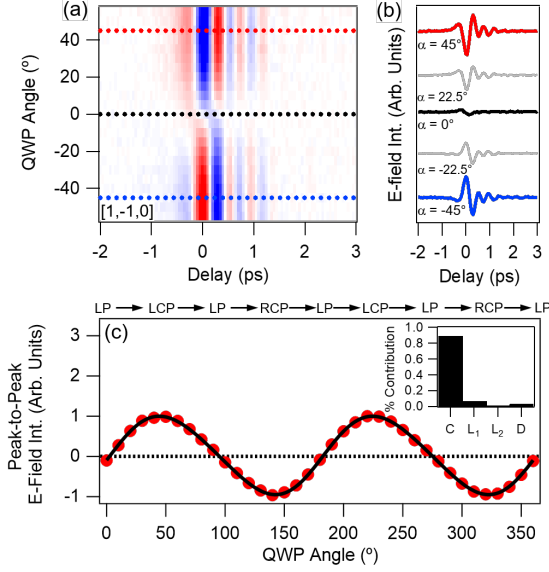 (a)
QWP Angle (º)
40
20
0
-20
-40
[1,-1,0]
-2 -1 0 1 2 3
Delay (ps)
(b)
E-field Int. (Arb. Units)
α = 45°
α = 22.5°
α = 0°
α = -22.5°
α = -45°
-2 -1 0 1 2 3
Delay (ps)
LP LCP LP RCP LP LCP LP RCP LP
(c)
Peak-to-Peak
E-Field Int. (Arb. Units)
3
2
1
0
-1
0 50 100 150 200 250 300 350
QWP Angle (º)
% Contribution
1.0
0.8
0.6
0.4
0.2
0.0
C L₁ L₂ D